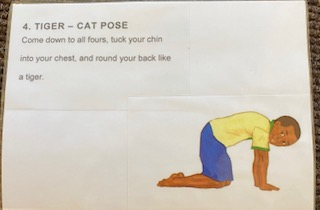 4. TIGER – CAT POSE
Come down to all fours, tuck your chin
into your chest, and round your back like
a tiger.